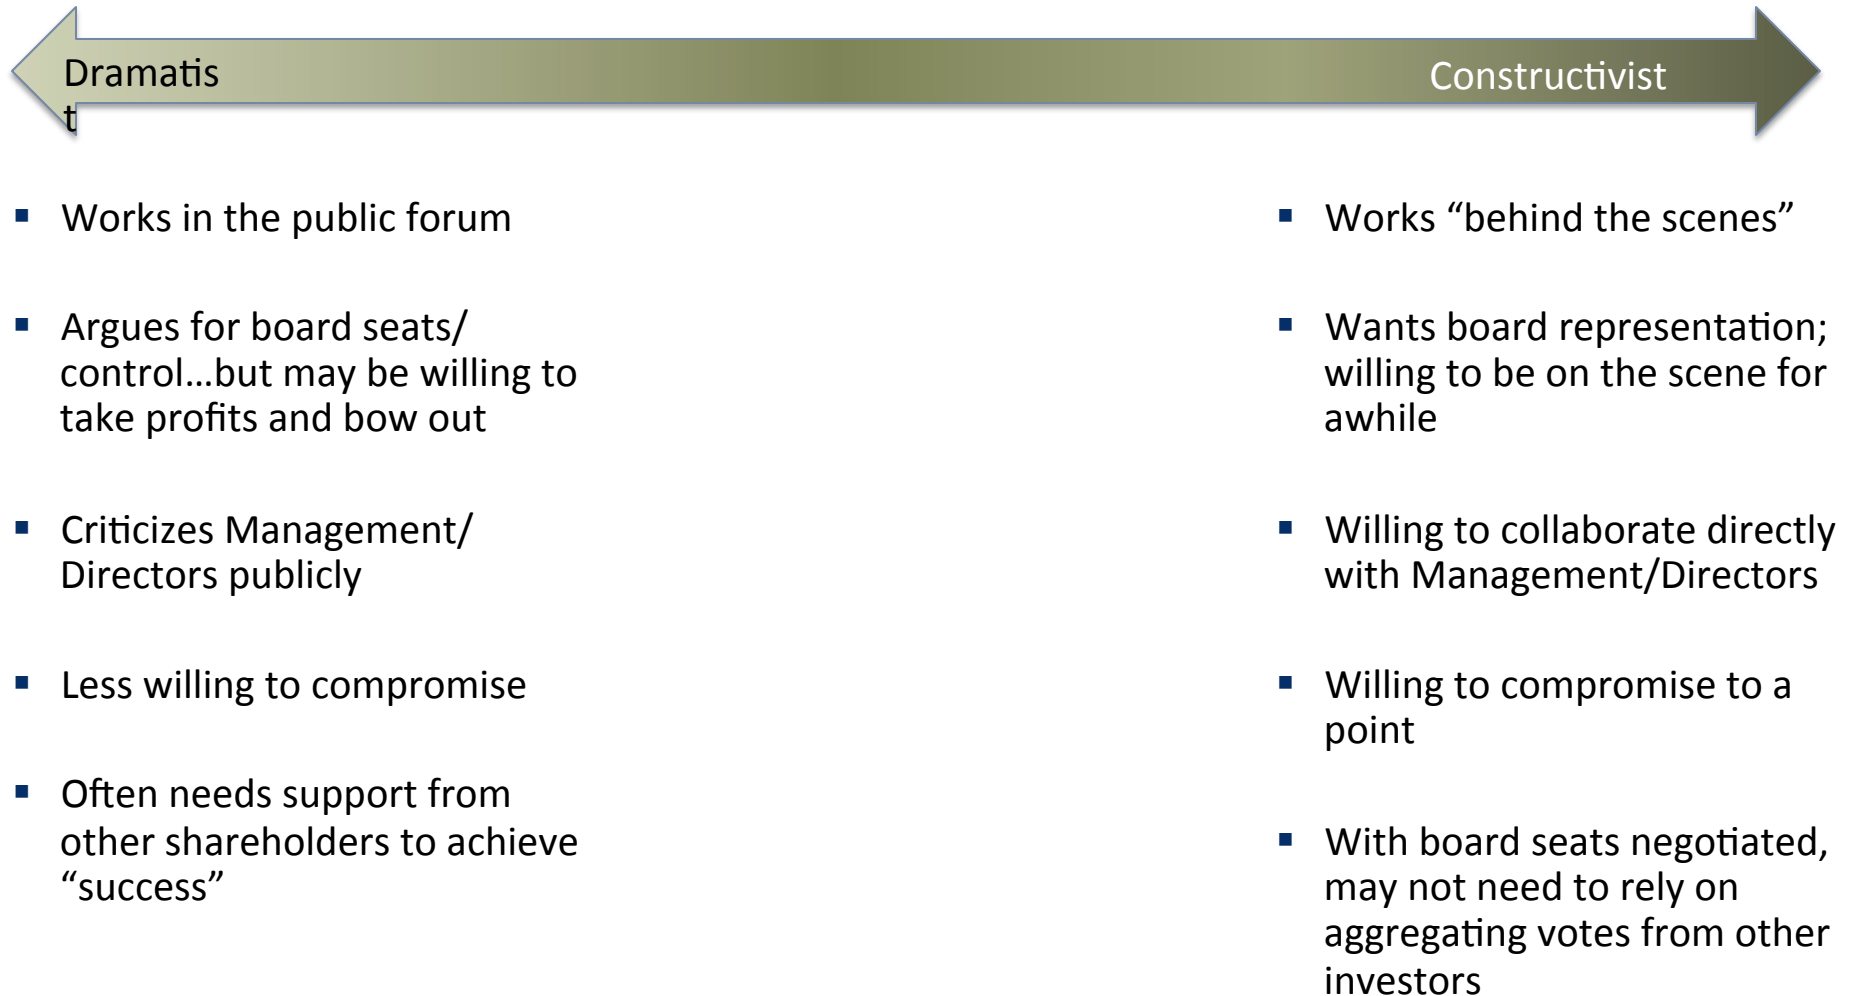 Dramatis
t
Constructivist
▪ Works in the public forum
▪ Argues for board seats/
control...but may be willing to
take profits and bow out
▪ Criticizes Management/
Directors publicly
▪ Less willing to compromise
▪ Often needs support from
other shareholders to achieve
“success”
▪ Works “behind the scenes”
▪ Wants board representation;
willing to be on the scene for
awhile
▪ Willing to collaborate directly
with Management/Directors
▪ Willing to compromise to a
point
▪ With board seats negotiated,
may not need to rely on
aggregating votes from other
investors